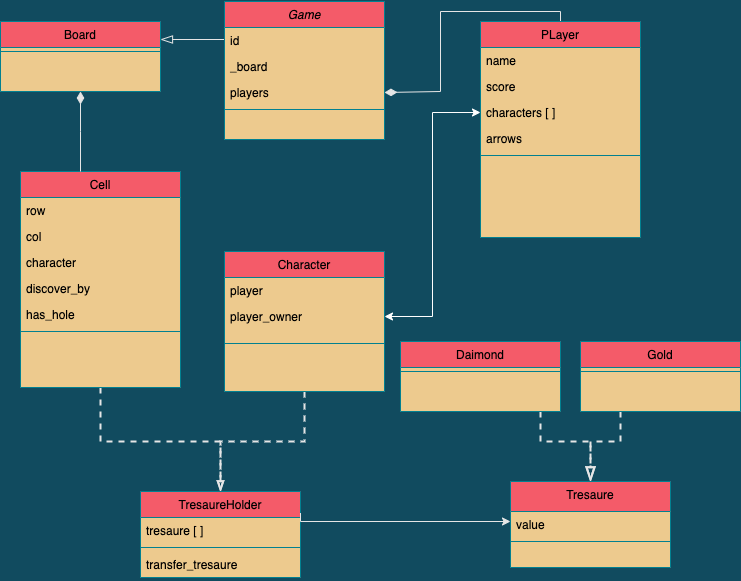 Board
Game
id
_board
players
PLayer
name
score
characters [ ]
arrows
Cell
row
col
character
discover_by
has_hole
Character
player
player_owner
Daimond
Gold
TresaureHolder
tresaure [ ]
transfer_tresaure
Tresaure
value